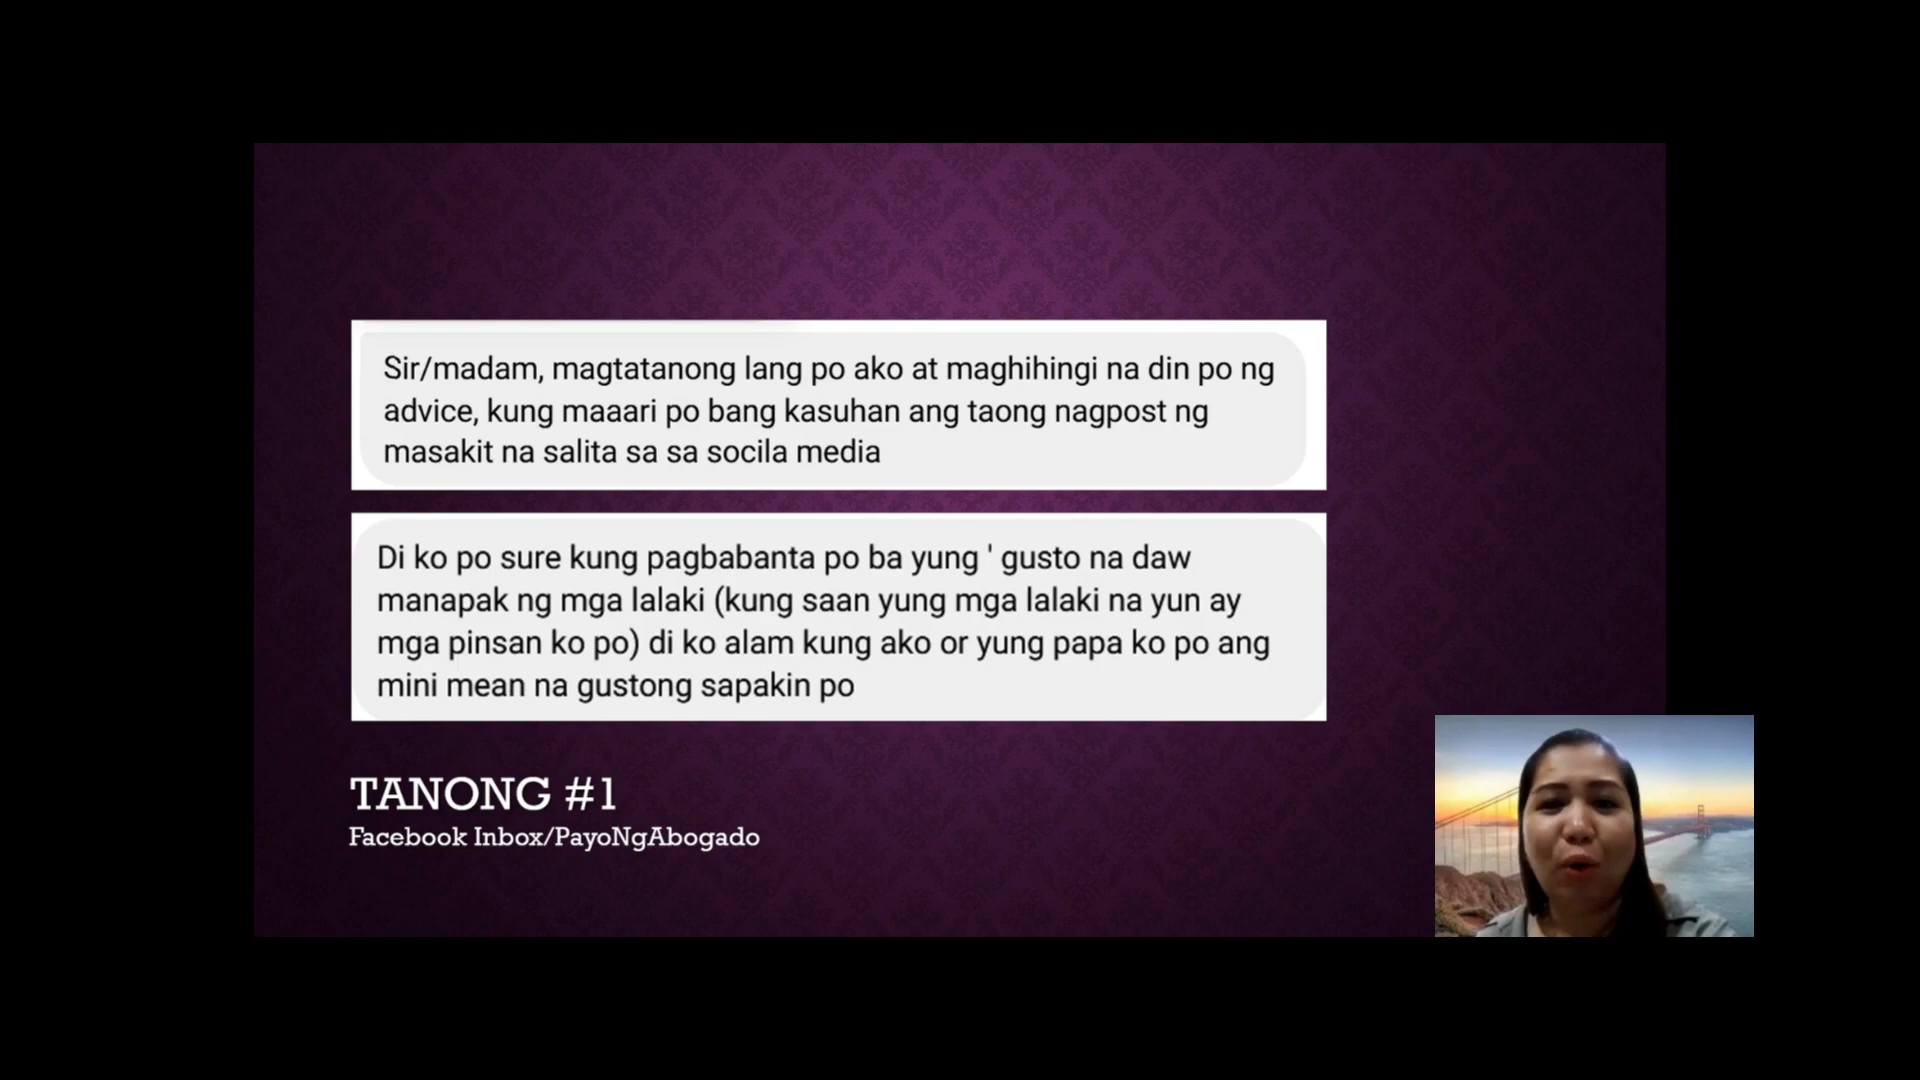 Sir/madam, magtatanong lang po ako at maghihingi na din po ng
advice, kung maaari po bang kasuhan ang taong nagpost ng
masakit na salita sa sa socila media
Di ko po sure kung pagbabanta po ba yung ' gusto na daw
manapak ng mga lalaki (kung saan yung mga lalaki na yun ay
mga pinsan ko po) di ko alam kung ako or yung papa ko po ang
mini mean na gustong sapakin po
TANONG #1
Facebook Inbox/PayoNgAbogado